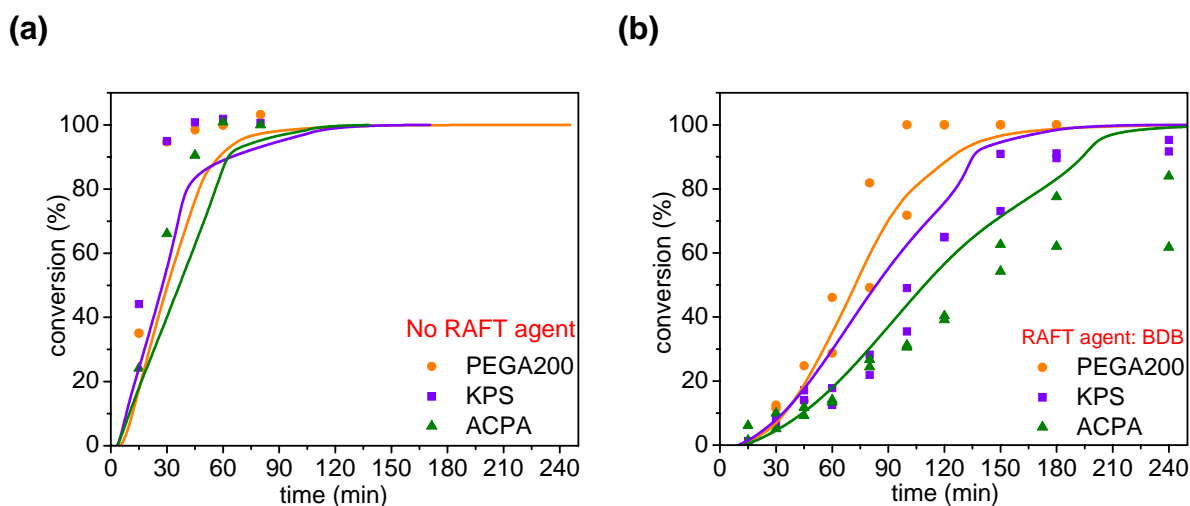 (a)
conversion (%)
100
80
60
40
20
0
No RAFT agent
PEGA200
KPS
ACPA
0 30 60 90 120 150 180 210 240
time (min)
(b)
conversion (%)
100
80
60
40
20
0
RAFT agent: BDB
PEGA200
KPS
ACPA
0 30 60 90 120 150 180 210 240
time (min)